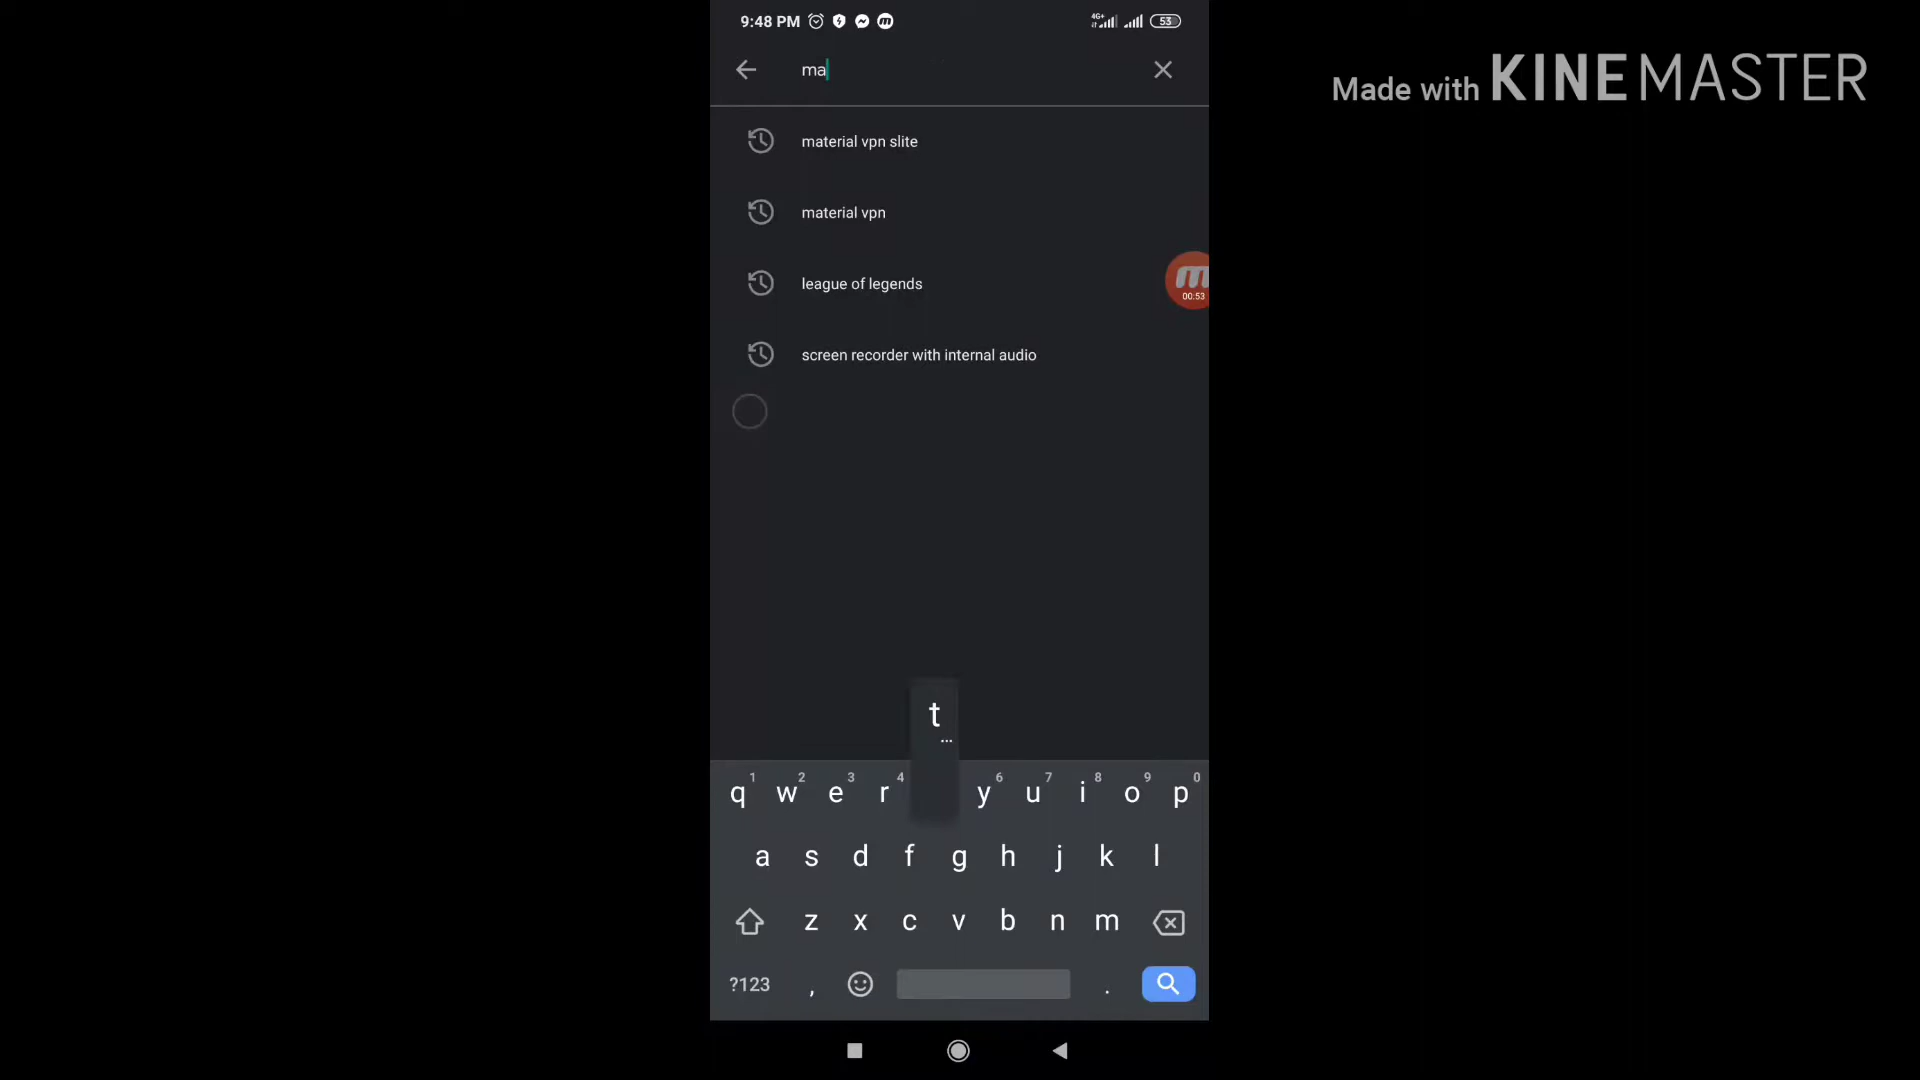 9:48 PM
4G+
53
Made with KINEMASTER
ma
material vpn slite
material vpn
league of legends
00:53
screen recorder with internal audio
t
...
1 2 3 4 6 7 8 9 0
q w e r y u i o p
a s d f g h j k l
z x c v b n m
?123 , .